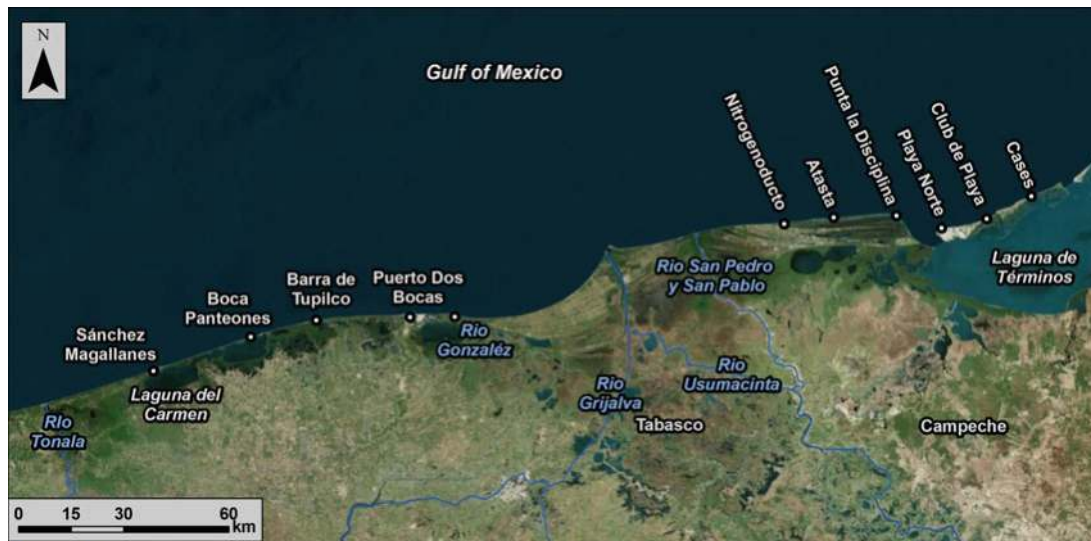 N
Gulf of Mexico
Nitrogenoducto
Atasta
Punta la Disciplina
Playa Norte
Club de Playa
Cases
Laguna de
Términos
Rio San Pedro
y San Pablo
Puerto Dos
Bocas
Barra de
Tupilco
Boca
Panteones
Sánchez
Magallanes
Rio
Gonzaléz
Laguna del
Carmen
Rio
Usumacinta
Rio
Grijalva
Tabasco
Campeche
RIo
Tonala
0 15 30 60
km